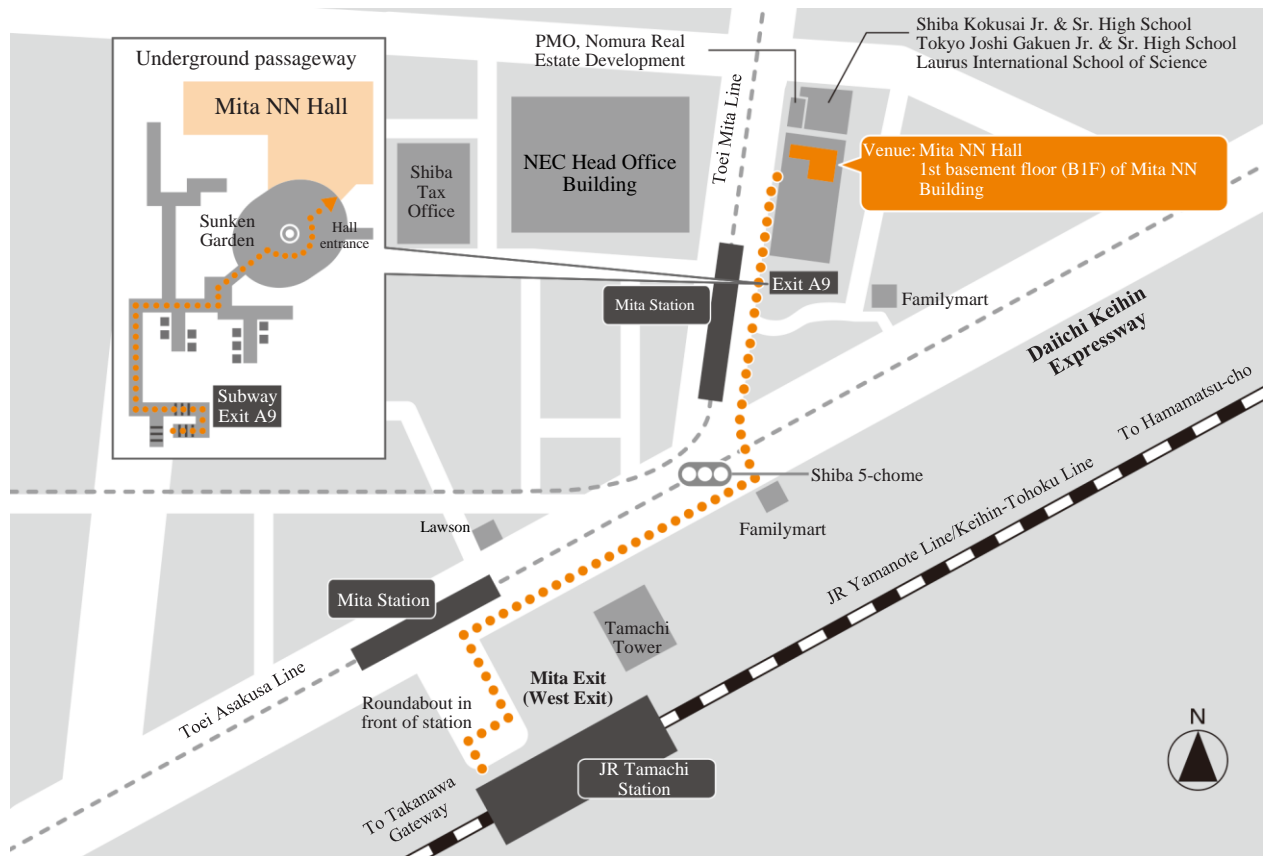 Underground passageway
Mita NN Hall
Sunken
Garden
Hall
entrance
Subway
Exit A9
PMO, Nomura Real
Estate Development
Shiba Kokusai Jr. & Sr. High School
Tokyo Joshi Gakuen Jr. & Sr. High School
Laurus International School of Science
Toei Mita Line
Shiba
Tax
Office
NEC Head Office
Building
Venue: Mita NN Hall
1st basement floor (B1F) of Mita NN
Building
Exit A9
Mita Station
Familymart
Daiichi Keihin
Expressway
To Hamamatsu-cho
Shiba 5-chome
Lawson
Familymart
JR Yamanote Line/Keihin-Tohoku Line
Mita Station
Tamachi
Tower
Toei Asakusa Line
Mita Exit
(West Exit)
Roundabout in
front of station
JR Tamachi
Station
To Takanawa
Gateway
N